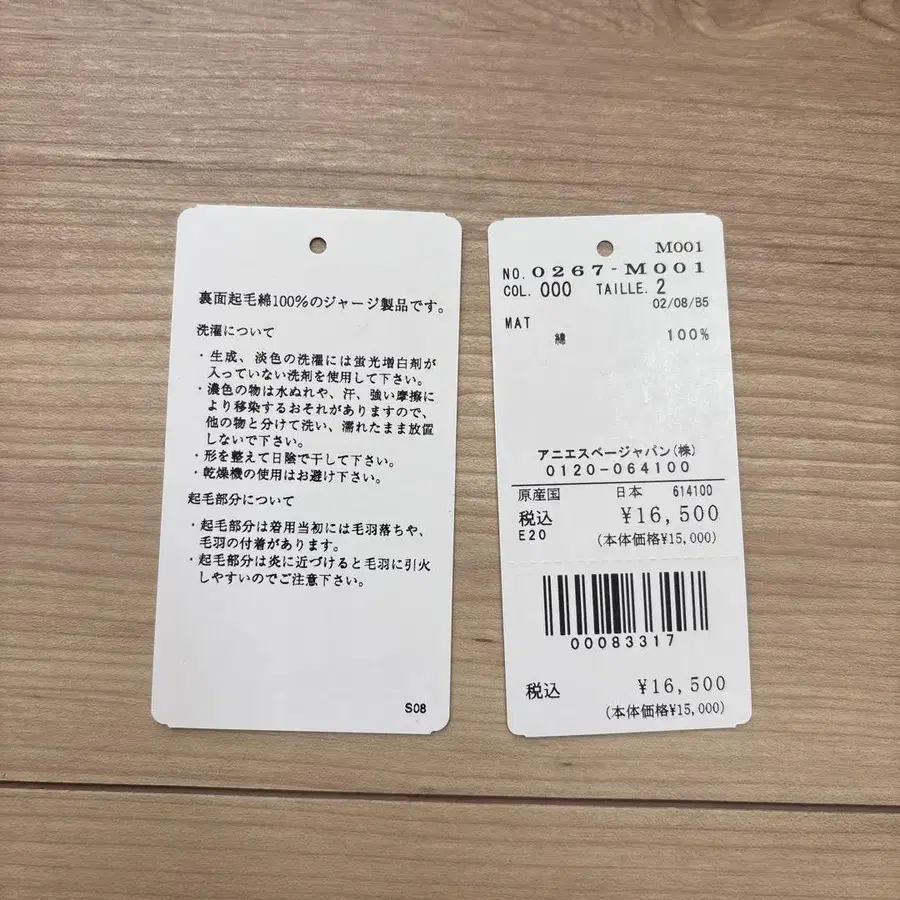 裏面起毛綿100%のジャージ製品です。
洗濯について
・生成、淡色の洗濯には蛍光増白剤が
入っていない洗剤を使用して下さい。
・濃色の物は水ぬれや、汗、強い摩擦に
より移染するおそれがありますので、
他の物と分けて洗い、濡れたまま放置
しないで下さい。
・形を整えて日陰で干して下さい。
・乾燥機の使用はお避け下さい。
起毛部分について
・起毛部分は着用当初には毛羽落ちや、
毛羽の付着があります。
・起毛部分は炎に近づけると毛羽に引火
しやすいのでご注意下さい。
S08
M001
NO. 0267-M001
COL. 000 TAILLE. 2
02/08/B5
MAT
綿 100%
アニエスベージャパン(株)
0120-064100
原産国 日本 614100
税込 ¥16,500
E20 (本体価格¥15,000)
00083317
税込 ¥16,500
(本体価格¥15,000)